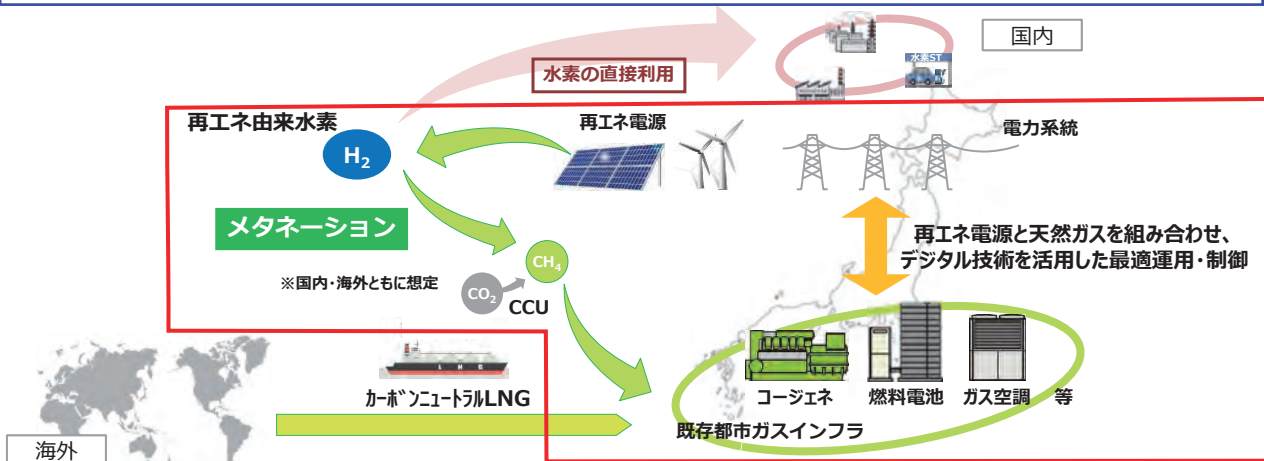 国内
水素ST
水素の直接利用
再エネ由来水素
再エネ電源
電力系統
H₂
メタネーション
再エネ電源と天然ガスを組み合わせ、
デジタル技術を活用した最適運用・制御
CH₄
※国内・海外ともに想定
CO₂
CCU
LNG
カーボンニュートラルLNG
コージェネ
燃料電池
ガス空調
等
既存都市ガスインフラ
海外